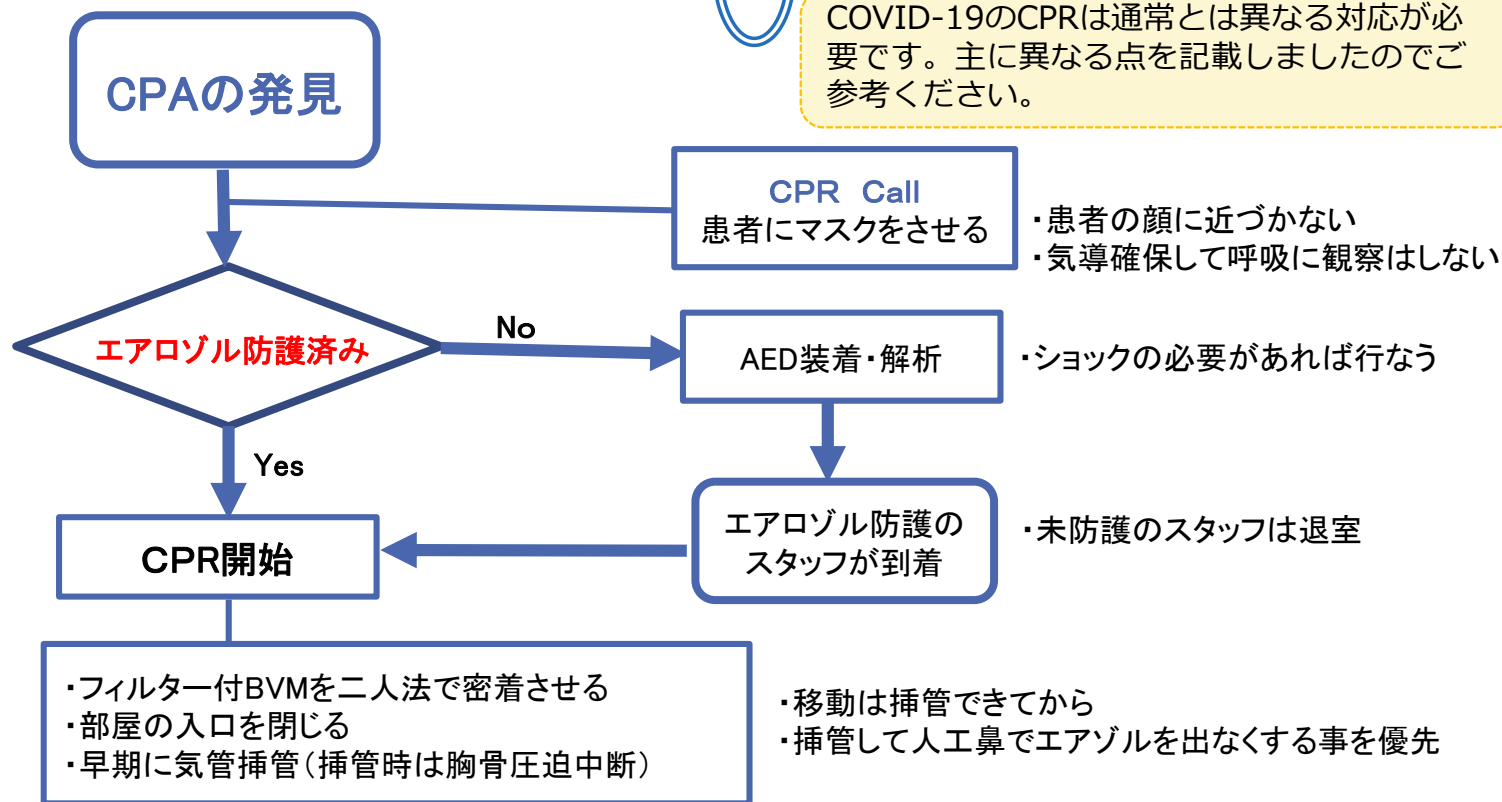 COVID-19のCPRは通常とは異なる対応が必
要です。主に異なる点を記載しましたのでご
参考ください。
CPAの発見
CPR Call
患者にマスクをさせる
・患者の顔に近づかない
・気導確保して呼吸に観察はしない
エアロゾル防護済み
No
AED装着・解析
・ショックの必要があれば行なう
Yes
エアロゾル防護の
スタッフが到着
・未防護のスタッフは退室
CPR開始
・フィルター付BVMを二人法で密着させる
・部屋の入口を閉じる
・早期に気管挿管(挿管時は胸骨圧迫中断)
・移動は挿管できてから
・挿管して人工鼻でエアゾルを出なくする事を優先